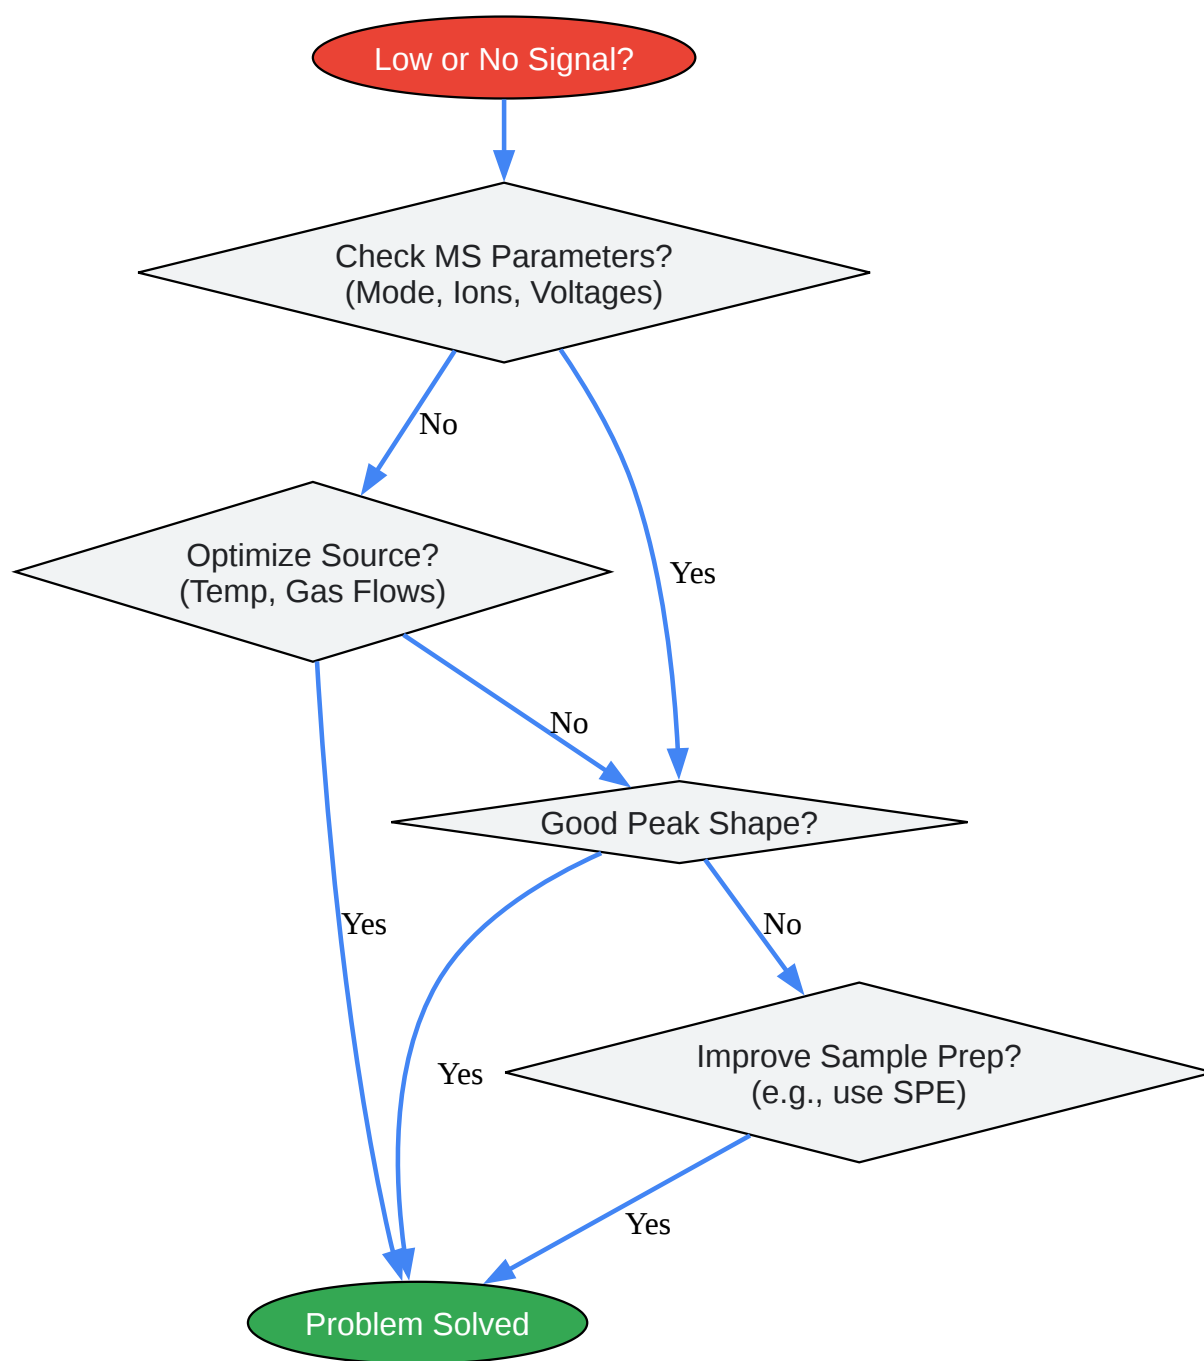 Low or No Signal?
Check MS Parameters?
(Mode, Ions, Voltages)
No
Optimize Source?
(Temp, Gas Flows)
Yes
No
Good Peak Shape?
Yes
No
Improve Sample Prep?
(e.g., use SPE)
Yes
Yes
Problem Solved